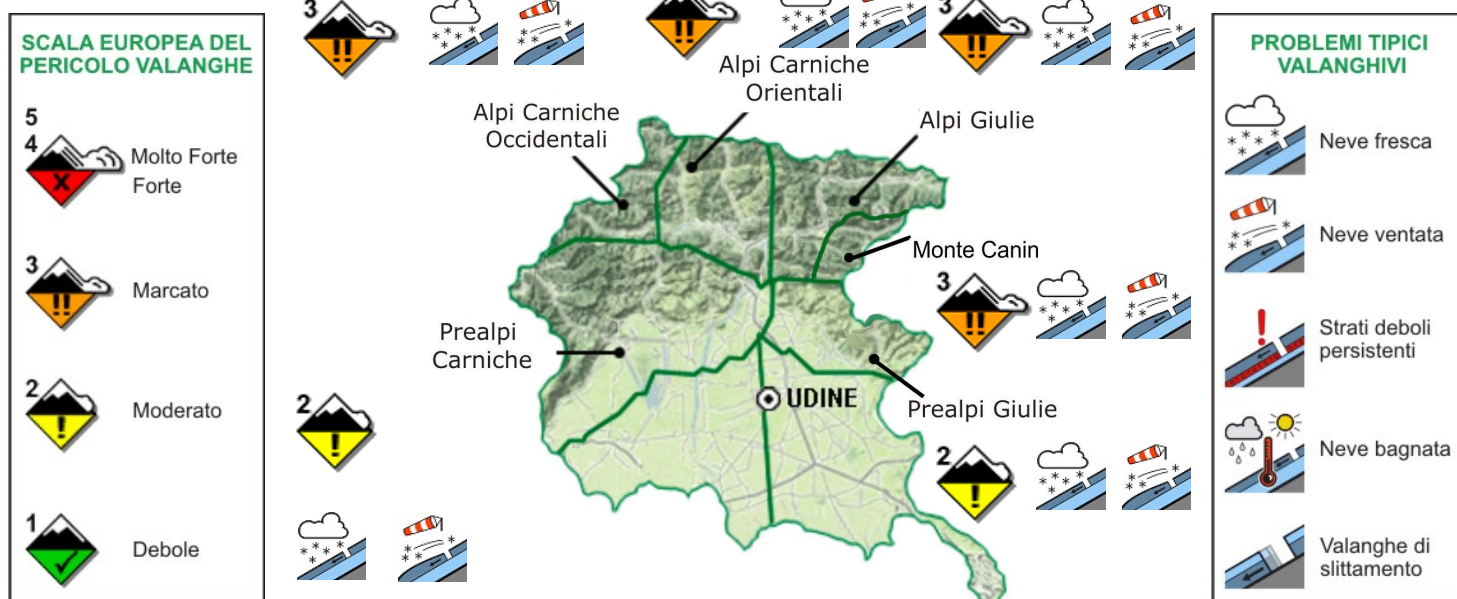 SCALA EUROPEA DEL
PERICOLO VALANGHE
5
4
Molto Forte
Forte
3
Marcato
2
Moderato
1
Debole
3
3
3
Alpi Carniche
Occidentali
Alpi Carniche
Orientali
Alpi Giulie
Monte Canin
3
Prealpi
Carniche
2
UDINE
Prealpi Giulie
2
PROBLEMI TIPICI
VALANGHIVI
Neve fresca
Neve ventata
Strati deboli
persistenti
Neve bagnata
Valanghe di
slittamento